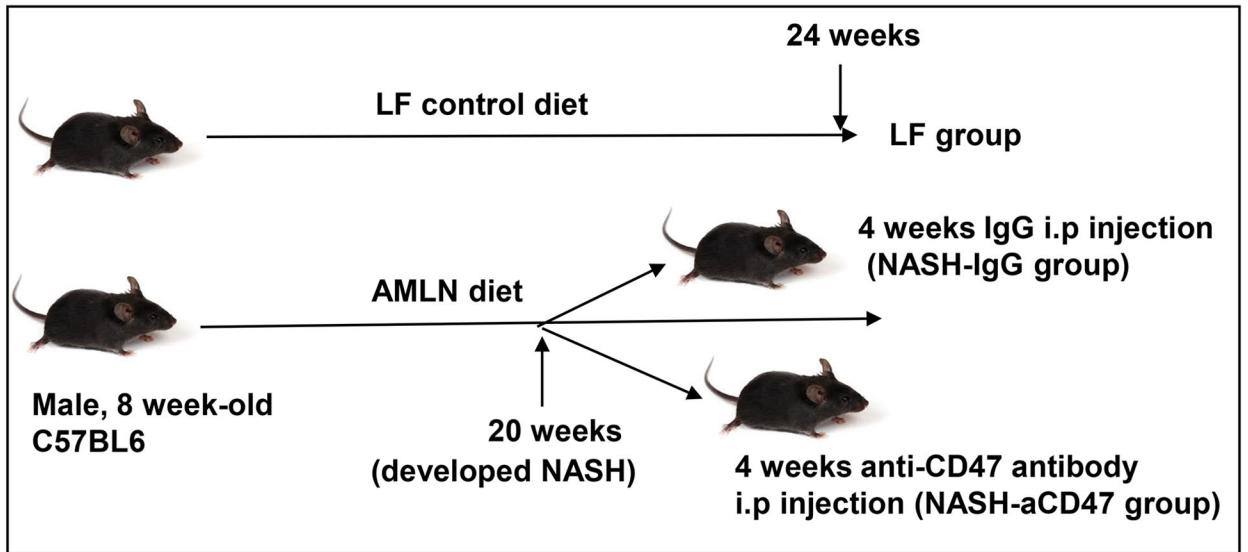 24 weeks
LF control diet
LF group
4 weeks IgG i.p injection
(NASH-IgG group)
AMLN diet
Male, 8 week-old
C57BL6
20 weeks
(developed NASH)
4 weeks anti-CD47 antibody
i.p injection (NASH-aCD47 group)